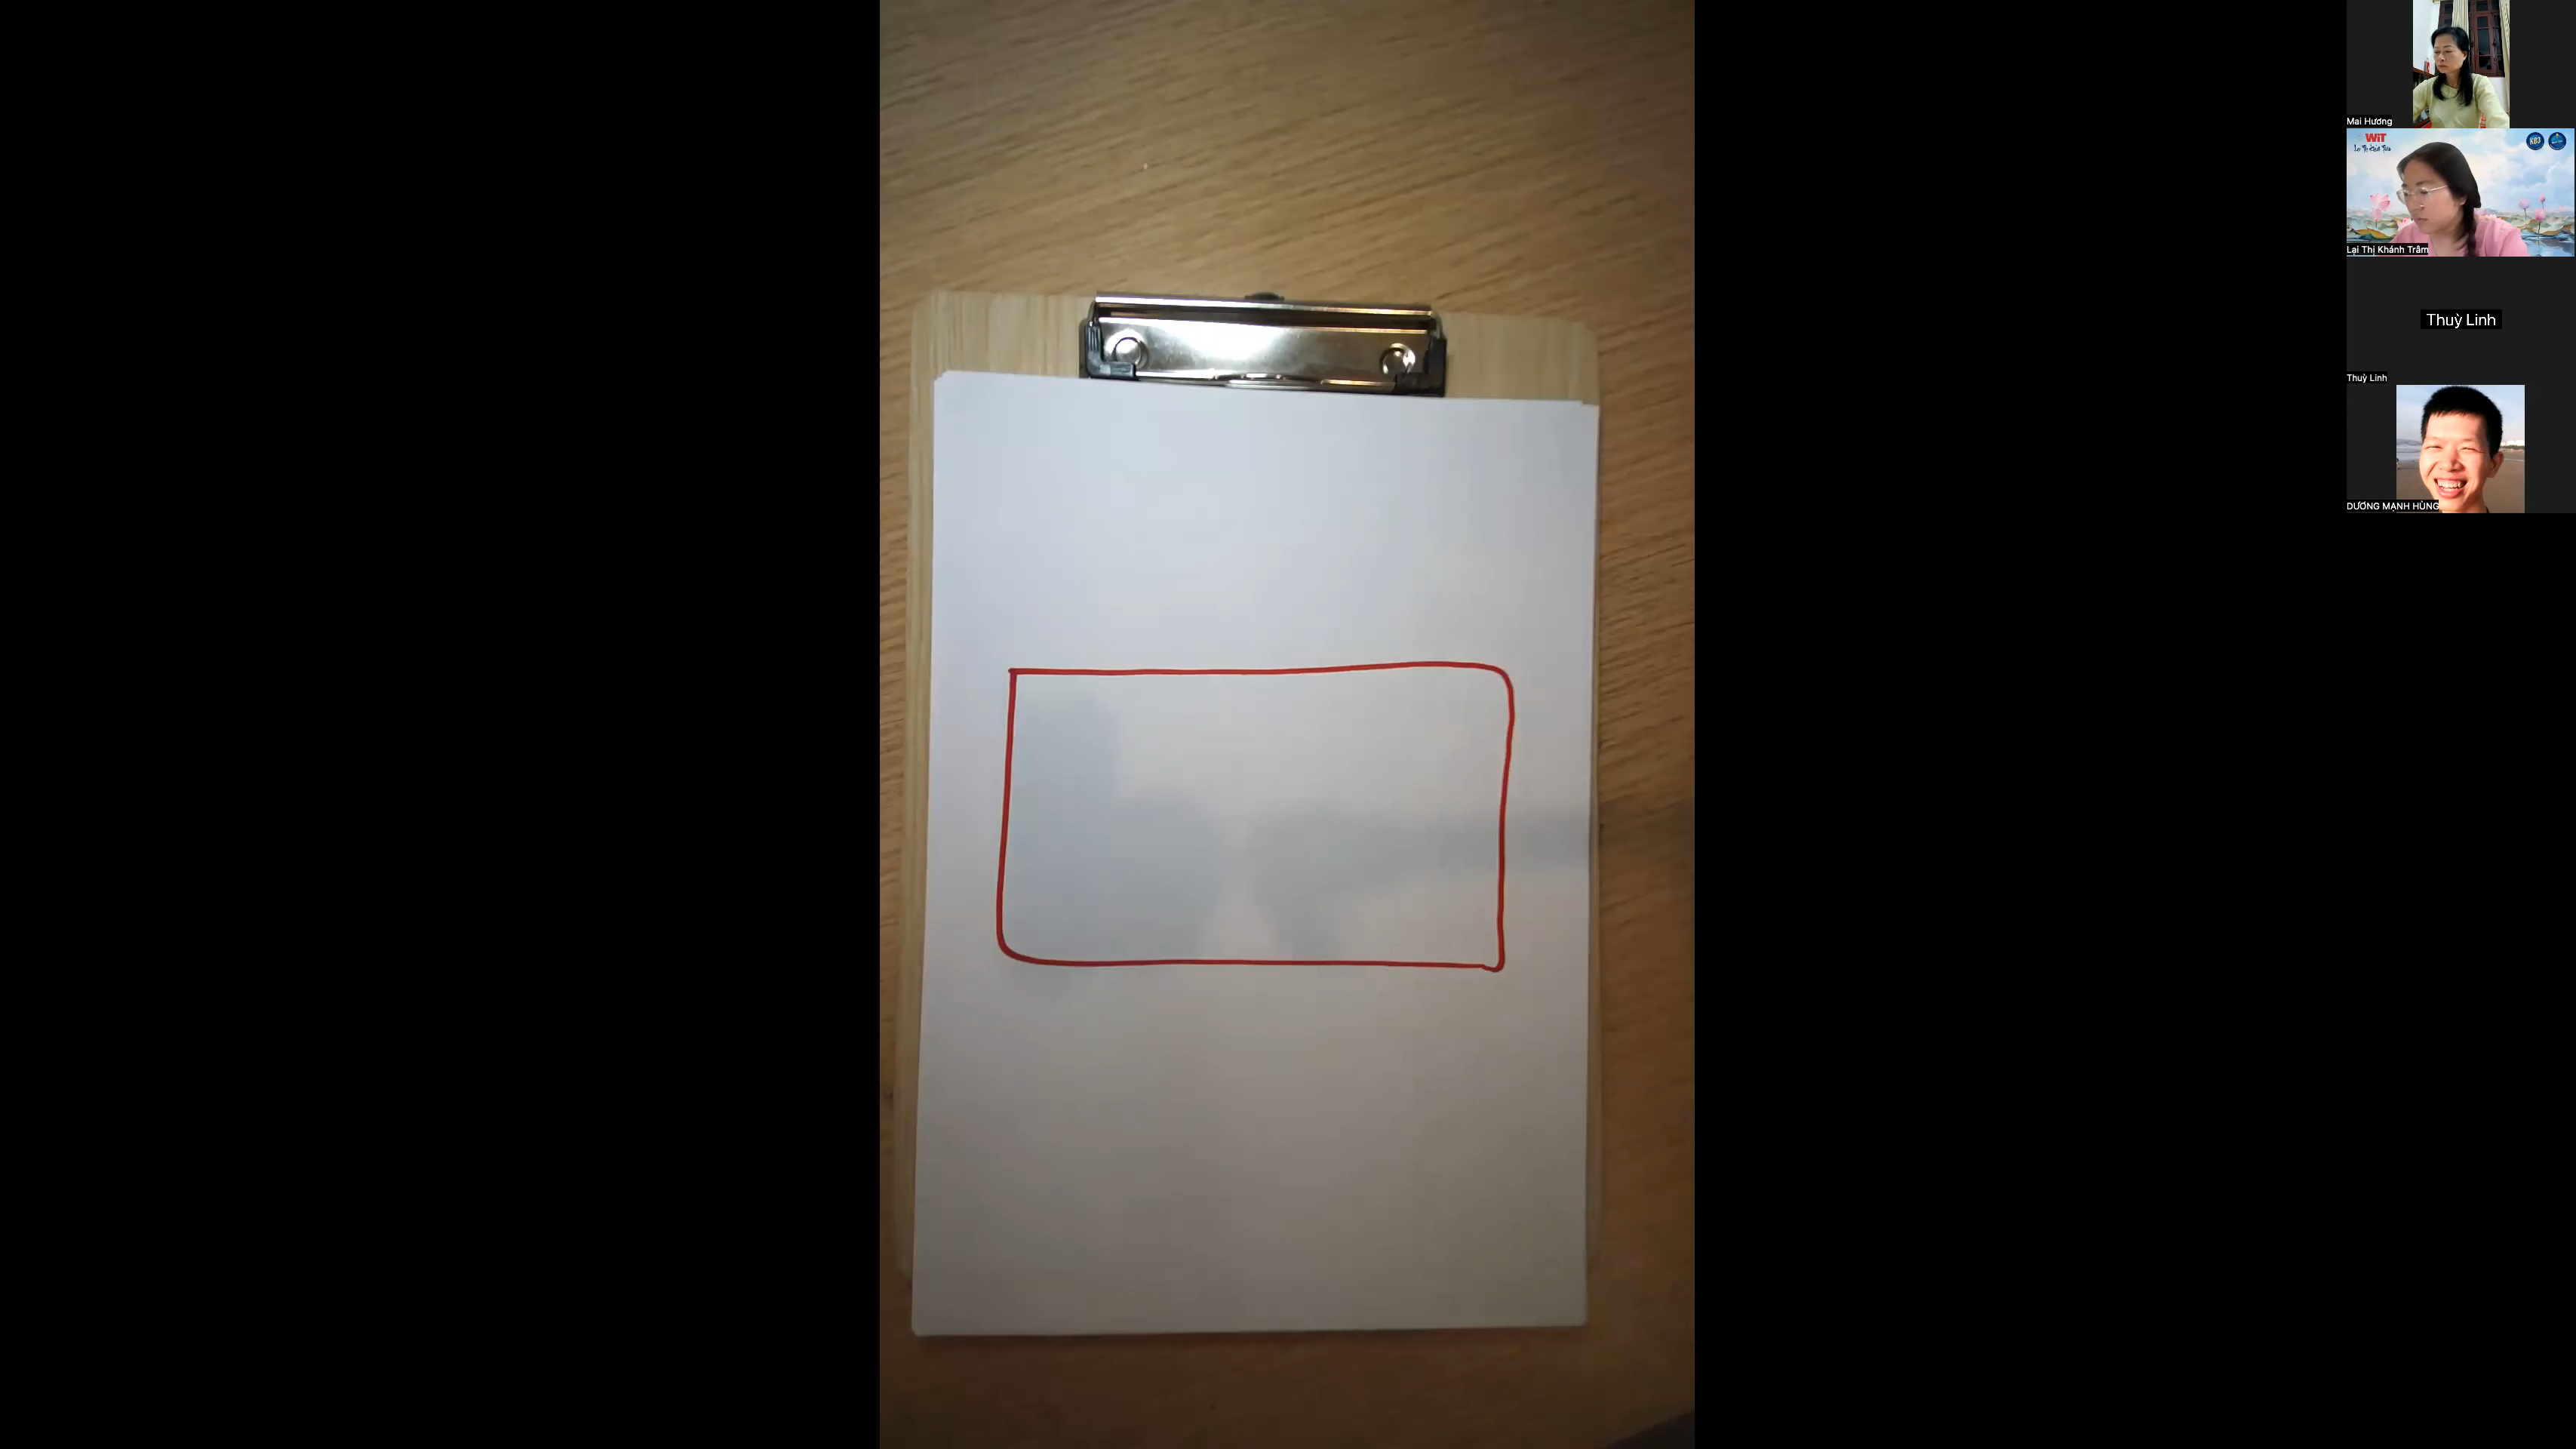 Mai Hương
WiT
Lại Thị Khánh Trâm
Thuỳ Linh
Thuỳ Linh
DƯƠNG MẠNH HÙNG